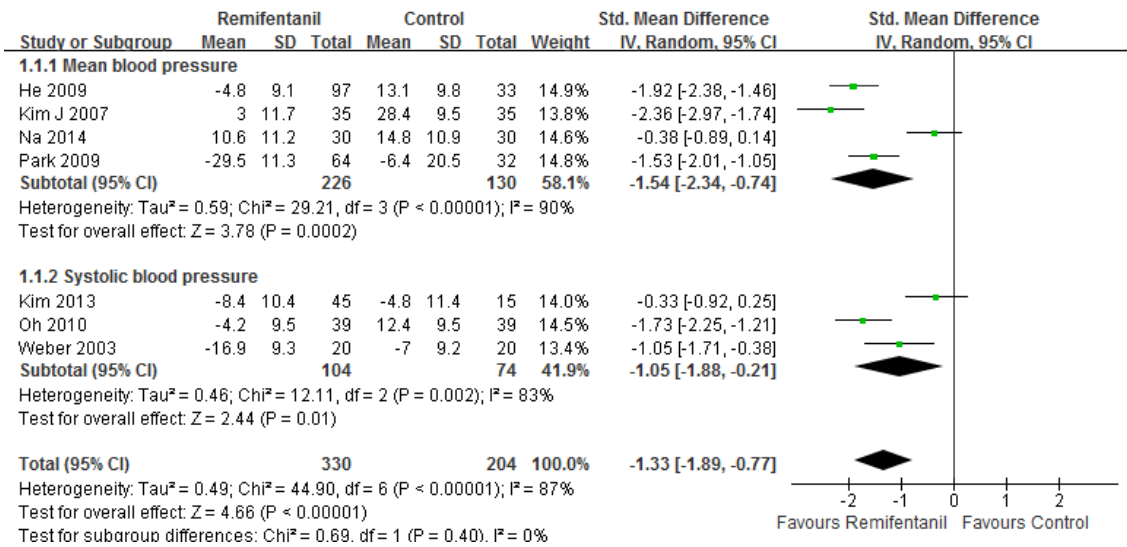 Remifentanil Control Std. Mean Difference Std. Mean Difference
Study or Subgroup Mean SD Total Mean SD Total Weight IV, Random, 95% CI IV, Random, 95% CI
1.1.1 Mean blood pressure
He 2009 -4.8 9.1 97 13.1 9.8 33 14.9% -1.92 [-2.38, -1.46]
Kim J 2007 3 11.7 35 28.4 9.5 35 13.8% -2.36 [-2.97, -1.74]
Na 2014 10.6 11.2 30 14.8 10.9 30 14.6% -0.38 [-0.89, 0.14]
Park 2009 -29.5 11.3 64 -6.4 20.5 32 14.8% -1.53 [-2.01, -1.05]
Subtotal (95% CI) 226 130 58.1% -1.54 [-2.34, -0.74]
Heterogeneity: Tau² = 0.59; Chi² = 29.21, df = 3 (P < 0.00001); I² = 90%
Test for overall effect: Z = 3.78 (P = 0.0002)
1.1.2 Systolic blood pressure
Kim 2013 -8.4 10.4 45 -4.8 11.4 15 14.0% -0.33 [-0.92, 0.25]
Oh 2010 -4.2 9.5 39 12.4 9.5 39 14.5% -1.73 [-2.25, -1.21]
Weber 2003 -16.9 9.3 20 -7 9.2 20 13.4% -1.05 [-1.71, -0.38]
Subtotal (95% CI) 104 74 41.9% -1.05 [-1.88, -0.21]
Heterogeneity: Tau² = 0.46; Chi² = 12.11, df = 2 (P = 0.002); I² = 83%
Test for overall effect: Z = 2.44 (P = 0.01)
Total (95% CI) 330 204 100.0% -1.33 [-1.89, -0.77]
Heterogeneity: Tau² = 0.49; Chi² = 44.90, df = 6 (P < 0.00001); I² = 87%
Test for overall effect: Z = 4.66 (P < 0.00001)
Test for subgroup differences: Chi² = 0.69, df = 1 (P = 0.40), I² = 0%
-2 -1 0 1 2
Favours Remifentanil Favours Control